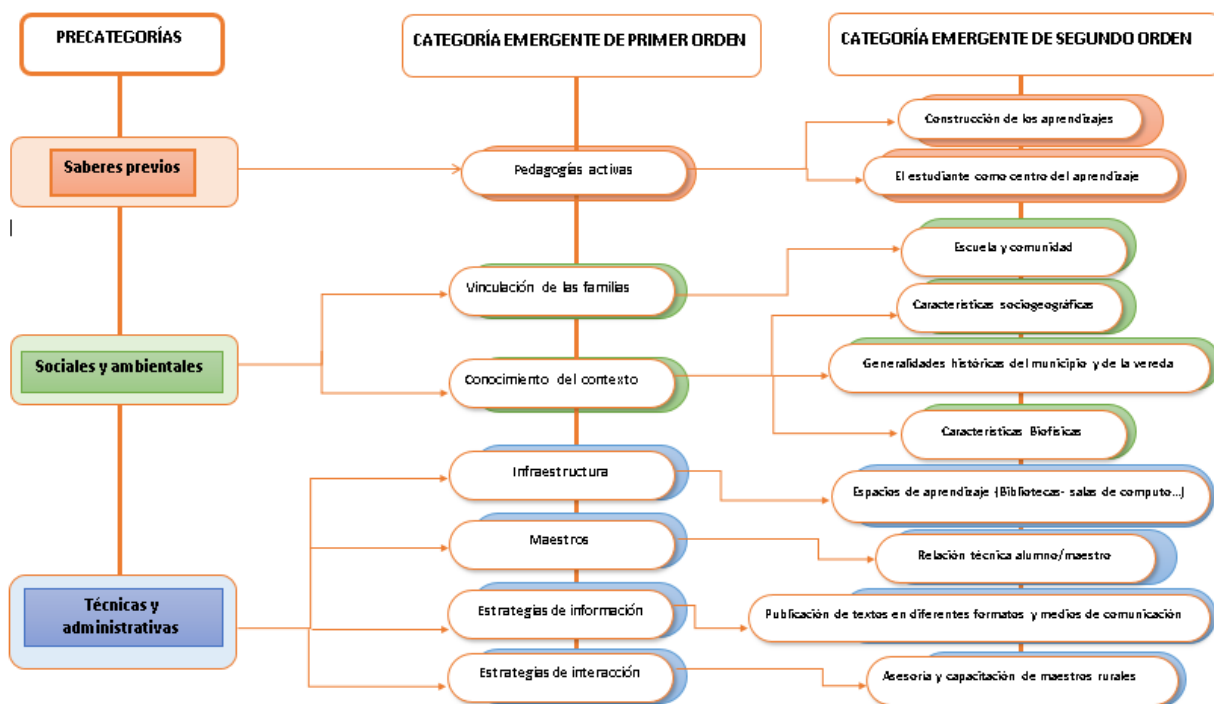 PRECATEGORÍAS
CATEGORÍA EMERGENTE DE PRIMER ORDEN
CATEGORÍA EMERGENTE DE SEGUNDO ORDEN
Saberes previos
Pedagogías activas
Construcción de los aprendizajes
El estudiante como centro del aprendizaje
Sociales y ambientales
Vinculación de las familias
Conocimiento del contexto
Escuela y comunidad
Características sociogeográficas
Generalidades históricas del municipio y de la vereda
Características Biofísicas
Técnicas y
administrativas
Infraestructura
Maestros
Estrategias de información
Estrategias de interacción
Espacios de aprendizaje (Bibliotecas- salas de computo...)
Relación técnica alumno/maestro
Publicación de textos en diferentes formatos y medios de comunicación
Asesoria y capacitación de maestros rurales